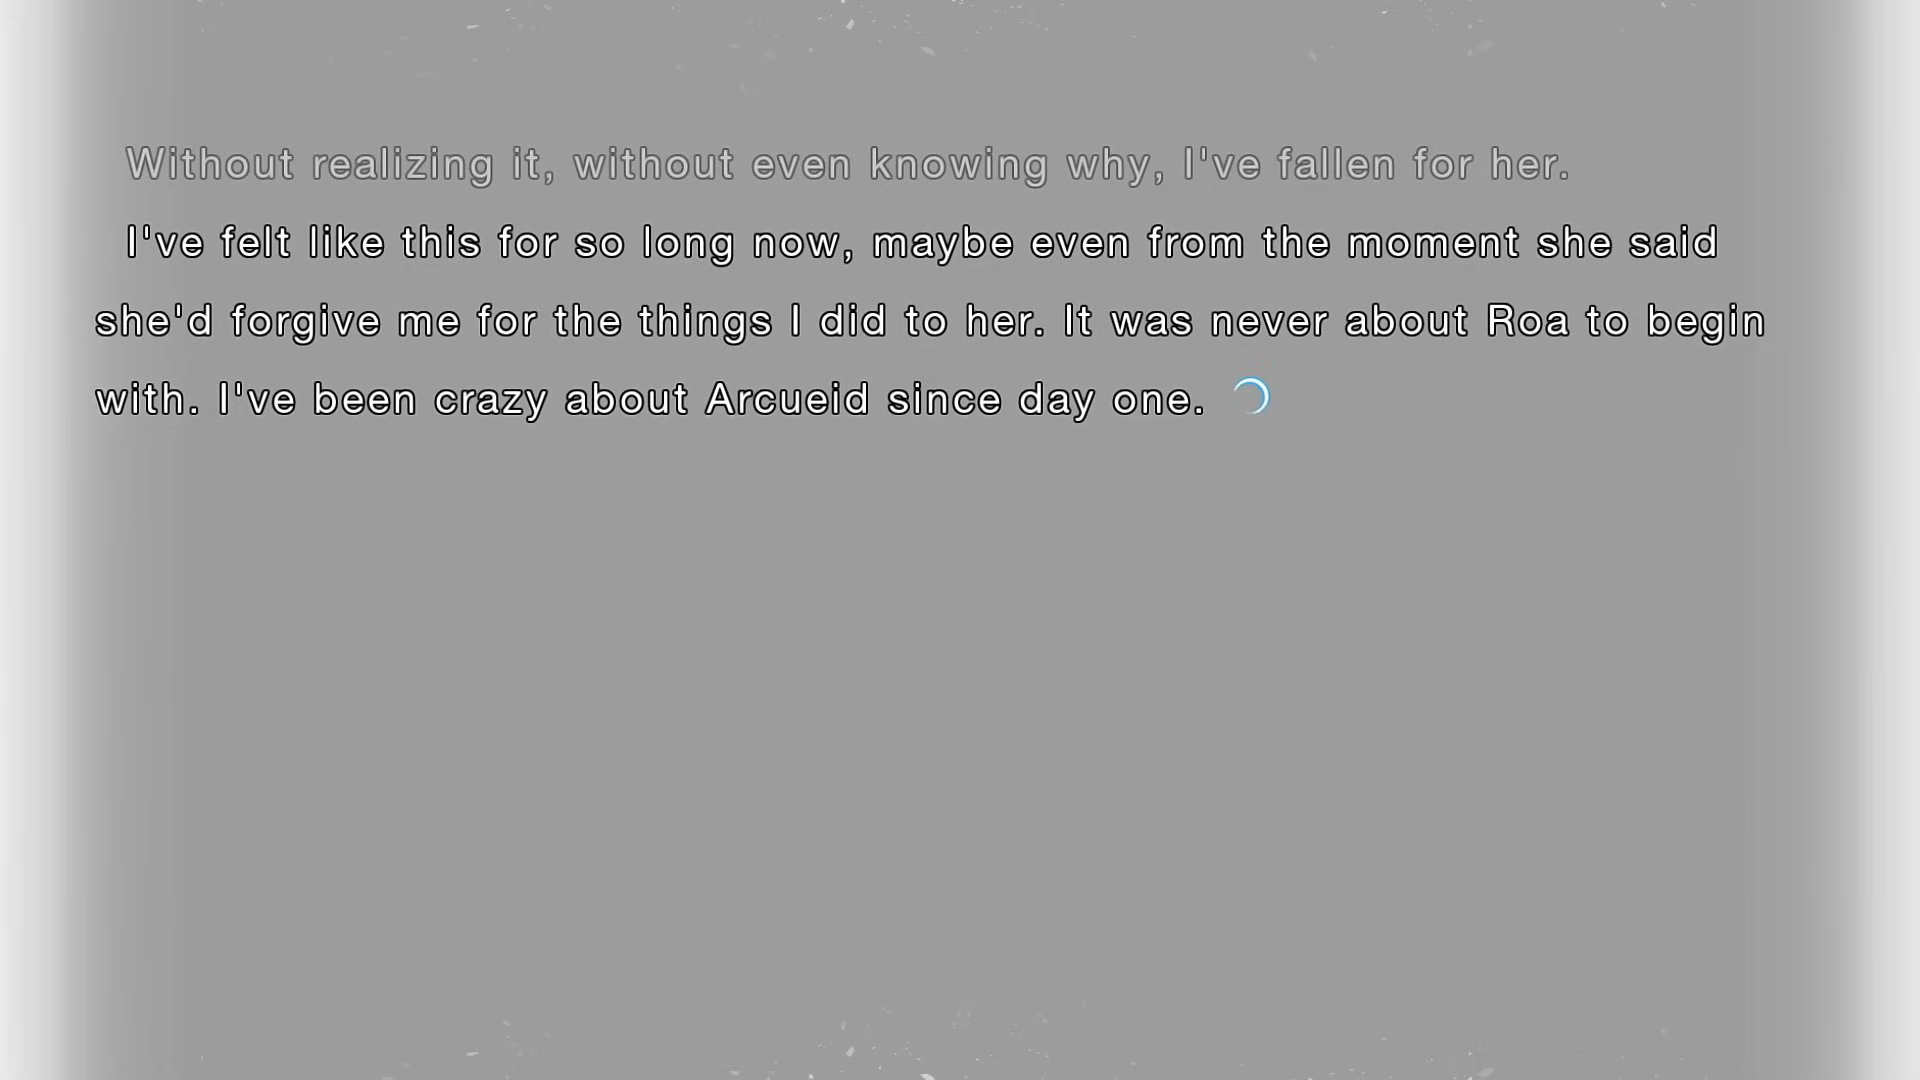 Without realizing it, without even knowing why, I've fallen for her.
I've felt like this for so long now, maybe even from the moment she said
she'd forgive me for the things I did to her. It was never about Roa to begin
with. I've been crazy about Arcueid since day one.